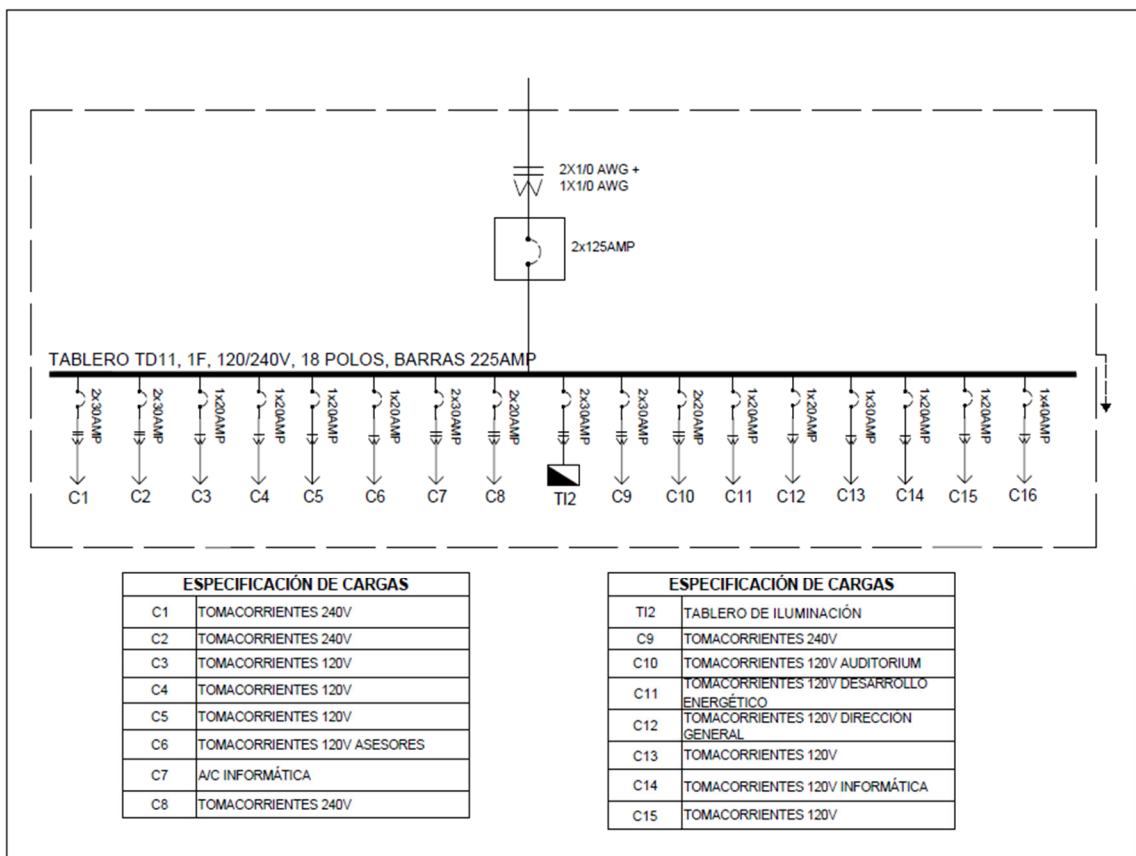 2X1/0 AWG +
1X1/0 AWG
2x125AMP
TABLERO TD11, 1F, 120/240V, 18 POLOS, BARRAS 225AMP
2x30AMP
2x30AMP
1x20AMP
1x20AMP
1x20AMP
1x20AMP
2x30AMP
2x20AMP
2x30AMP
2x30AMP
2x20AMP
1x20AMP
1x20AMP
1x30AMP
1x20AMP
1x20AMP
1x40AMP
C1
C2
C3
C4
C5
C6
C7
C8
TI2
C9
C10
C11
C12
C13
C14
C15
C16
ESPECIFICACIÓN DE CARGAS
C1 TOMACORRIENTES 240V
C2 TOMACORRIENTES 240V
C3 TOMACORRIENTES 120V
C4 TOMACORRIENTES 120V
C5 TOMACORRIENTES 120V
C6 TOMACORRIENTES 120V ASESORES
C7 A/C INFORMÁTICA
C8 TOMACORRIENTES 240V
ESPECIFICACIÓN DE CARGAS
TI2 TABLERO DE ILUMINACIÓN
C9 TOMACORRIENTES 240V
C10 TOMACORRIENTES 120V AUDITORIUM
C11 TOMACORRIENTES 120V DESARROLLO
ENERGÉTICO
C12 TOMACORRIENTES 120V DIRECCIÓN
GENERAL
C13 TOMACORRIENTES 120V
C14 TOMACORRIENTES 120V INFORMÁTICA
C15 TOMACORRIENTES 120V